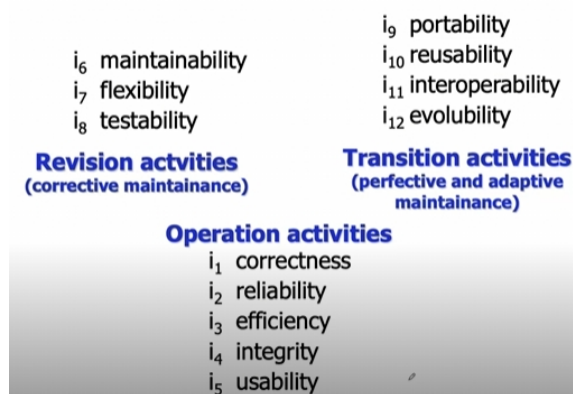 i6 maintainability
i7 flexibility
i8 testability
Revision actvities
(corrective maintainance)
i9 portability
i10 reusability
i11 interoperability
i12 evolubility
Transition activities
(perfective and adaptive
maintainance)
Operation activities
i1 correctness
i2 reliability
i3 efficiency
i4 integrity
i5 usability